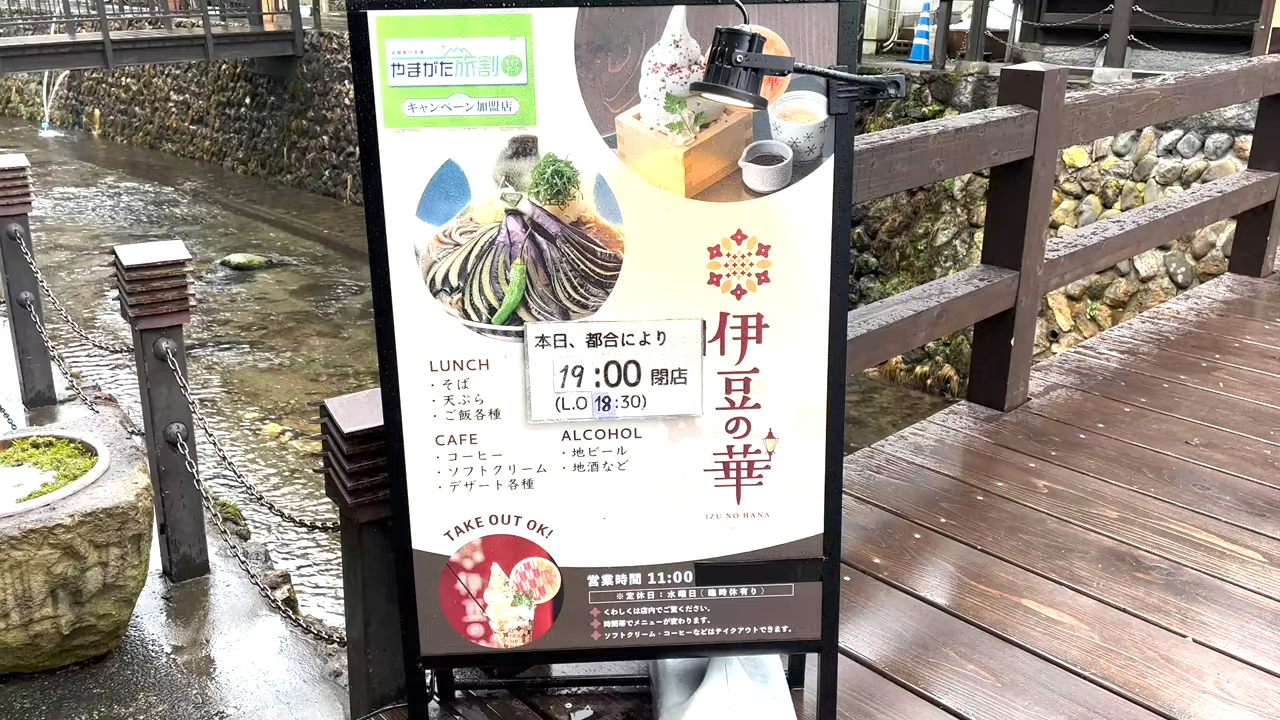 やまがた旅割
キャンペーン加盟店
本日、都合により
19:00 閉店
(L.O 18:30)
LUNCH
・そば
・天ぷら
・ご飯各種
CAFE
・コーヒー
・ソフトクリーム
・デザート各種
ALCOHOL
・地ビール
・地酒など
伊豆の華
IZU NO HANA
TAKE OUT OK!
営業時間 11:00
※定休日：水曜日（臨時休有り）
くわしくは店内でご覧ください。
時間帯でメニューが変わります。
ソフトクリーム・コーヒーなどはテイクアウトできます。